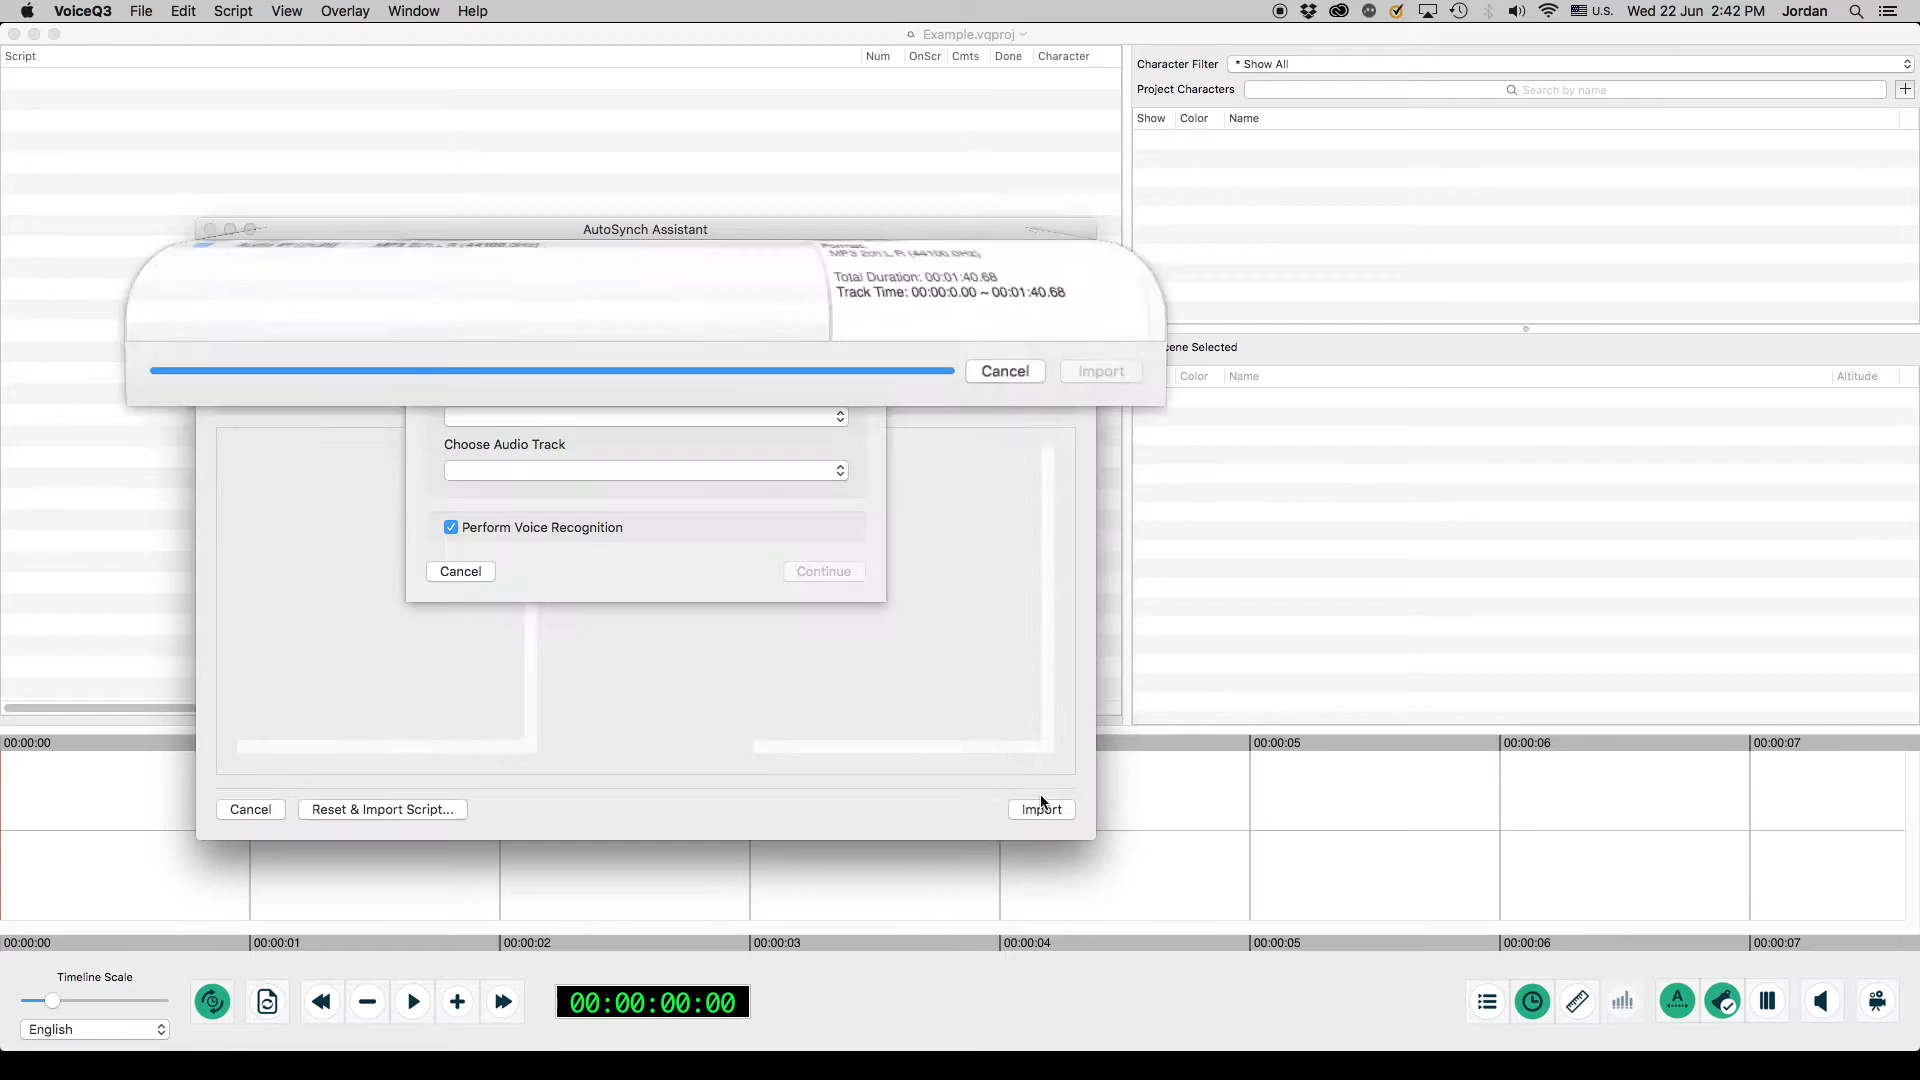 VoiceQ3 File Edit Script View Overlay Window Help U.S. Wed 22 Jun 2:42 PM Jordan
Example.vqproj
Script Num OnScr Cmts Done Character
Character Filter * Show All
Project Characters Search by name
Show Color Name
AutoSynch Assistant
MP3 2ch L R (44100.0Hz)
Total Duration: 00:01:40.68
Track Time: 00:00:0.00 ~ 00:01:40.68
cene Selected
Cancel Import
Color Name Altitude
Choose Audio Track
Perform Voice Recognition
Cancel Continue
Cancel Reset & Import Script... Import
00:00:00 00:00:05 00:00:06 00:00:07
00:00:00 00:00:01 00:00:02 00:00:03 00:00:04 00:00:05 00:00:06 00:00:07
Timeline Scale
00:00:00:00
A
English